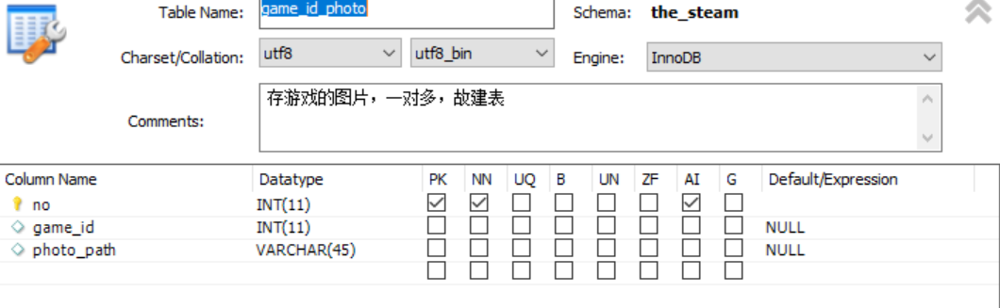 Table Name: game_id_photo Schema: the_steam
Charset/Collation: utf8 utf8_bin Engine: InnoDB
Comments: 存游戏的图片，一对多，故建表
Column Name Datatype PK NN UQ B UN ZF AI G Default/Expression
no INT(11)
game_id INT(11) NULL
photo_path VARCHAR(45) NULL